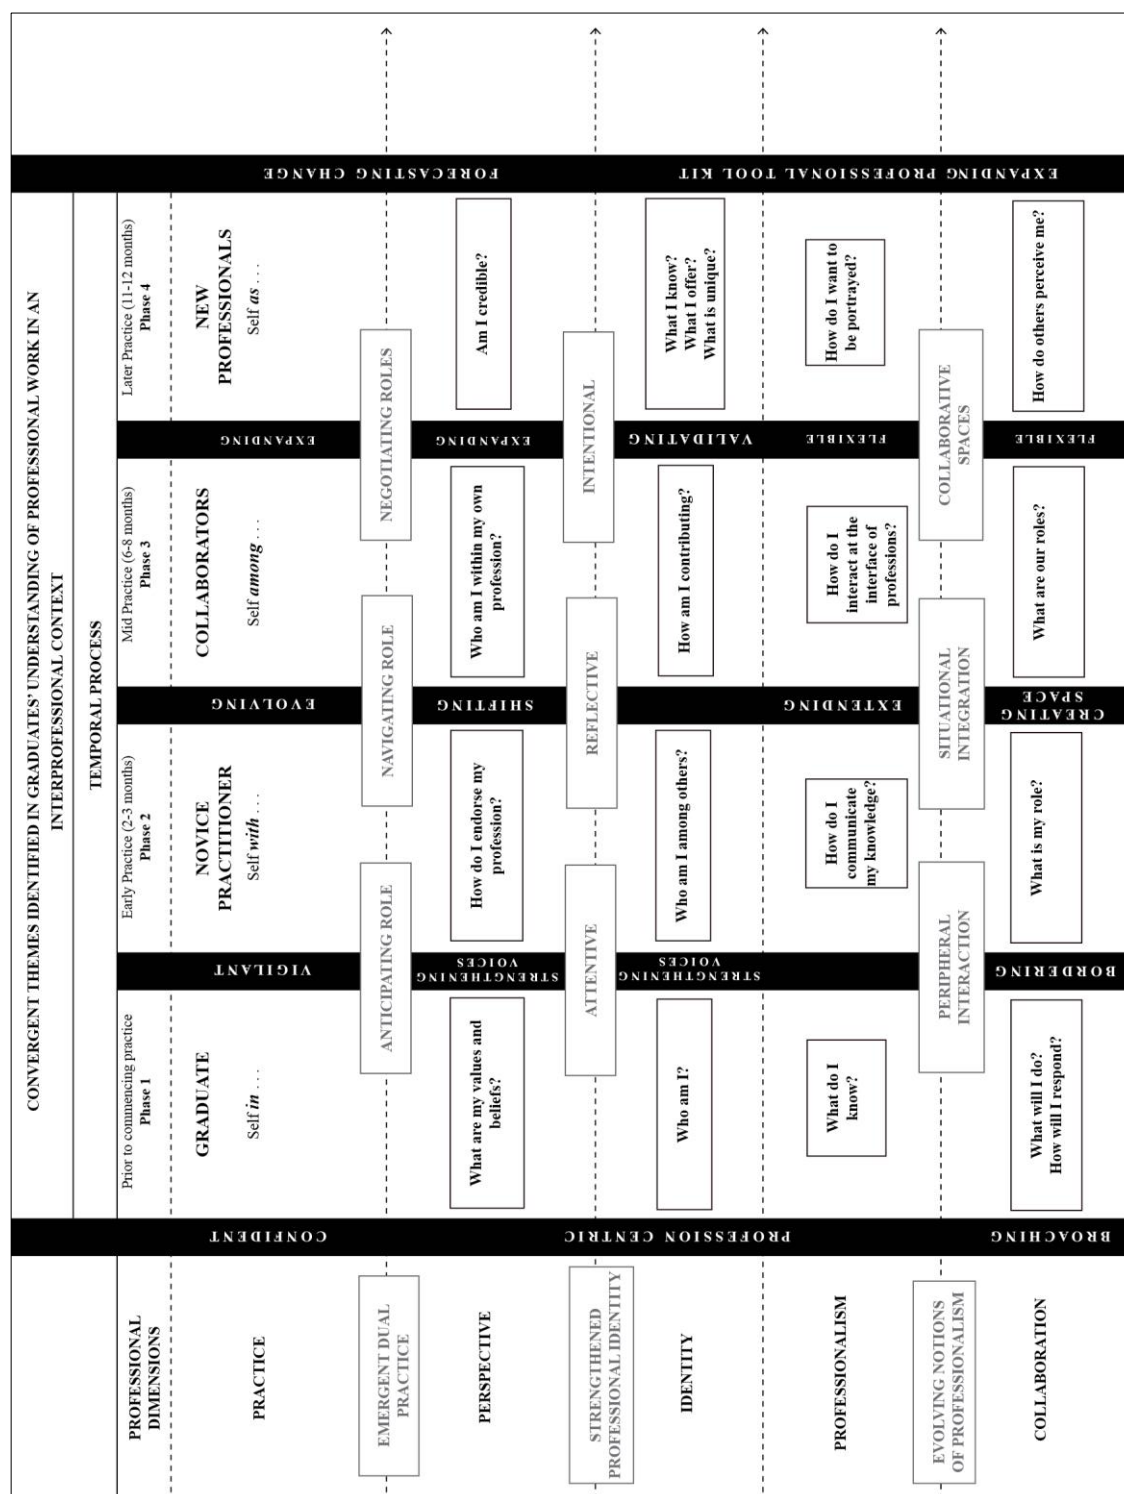 CONVERGENT THEMES IDENTIFIED IN GRADUATES' UNDERSTANDING OF PROFESSIONAL WORK IN AN
INTERPROFESSIONAL CONTEXT
TEMPORAL PROCESS
PROFESSIONAL
DIMENSIONS
Prior to commencing practice
Phase 1
Early Practice (2-3 months)
Phase 2
Mid Practice (6-8 months)
Phase 3
Later Practice (11-12 months)
Phase 4
PRACTICE
CONFIDENT
GRADUATE
Self in . . .
VIGILANT
NOVICE
PRACTITIONER
Self with . . .
EVOLVING
COLLABORATORS
Self among . . .
EXPANDING
NEW
PROFESSIONALS
Self as . . .
FORECASTING CHANGE
EMERGENT DUAL
PRACTICE
ANTICIPATING ROLE
NAVIGATING ROLE
NEGOTIATING ROLES
PERSPECTIVE
What are my values and
beliefs?
STRENGTHENING
VOICES
How do I endorse my
profession?
SHIFTING
Who am I within my own
profession?
EXPANDING
Am I credible?
STRENGTHENED
PROFESSIONAL IDENTITY
PROFESSION CENTRIC
ATTENTIVE
REFLECTIVE
INTENTIONAL
IDENTITY
Who am I?
STRENGTHENING
VOICES
Who am I among others?
How am I contributing?
VALIDATING
What I know?
What I offer?
What is unique?
EXPANDING PROFESSIONAL TOOL KIT
PROFESSIONALISM
What do I
know?
How do I
communicate
my knowledge?
EXTENDING
How do I
interact at the
interface of
professions?
FLEXIBLE
How do I want to
be portrayed?
EVOLVING NOTIONS
OF PROFESSIONALISM
PERIPHERAL
INTERACTION
SITUATIONAL
INTEGRATION
COLLABORATIVE
SPACES
COLLABORATION
BROACHING
What will I do?
How will I respond?
BORDERING
What is my role?
CREATING
SPACE
What are our roles?
FLEXIBLE
How do others perceive me?